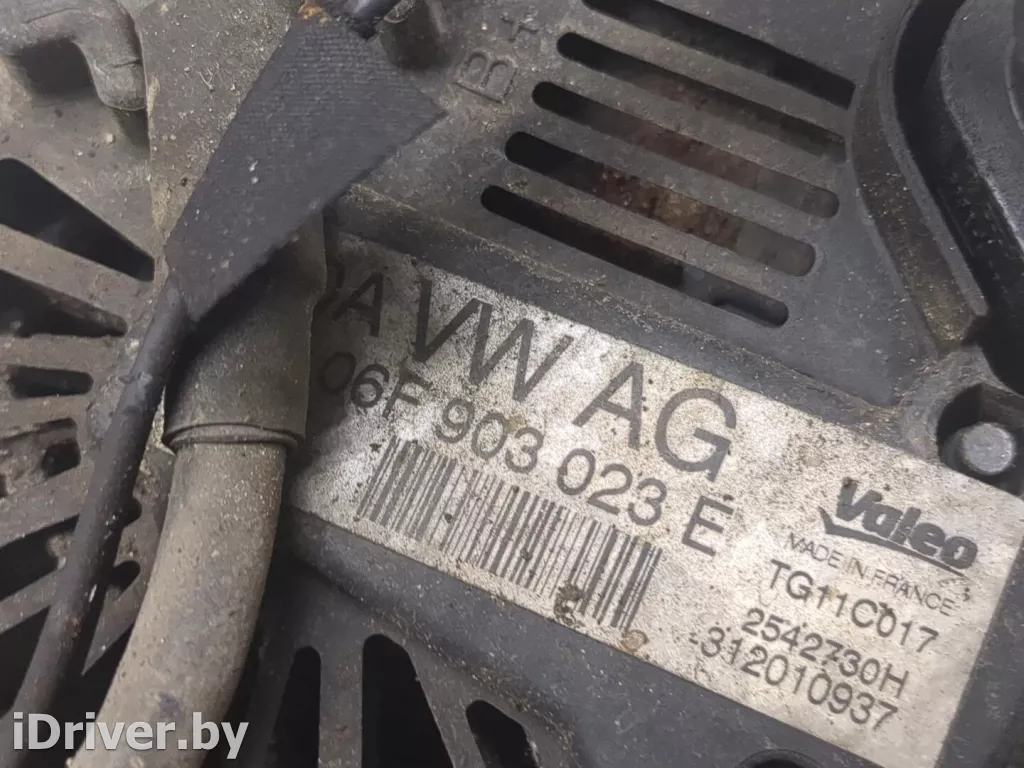 B+
A VW AG
06F 903 023 E
Valeo
MADE IN FRANCE
TG11C017
2542730H
-312010937
iDriver.by